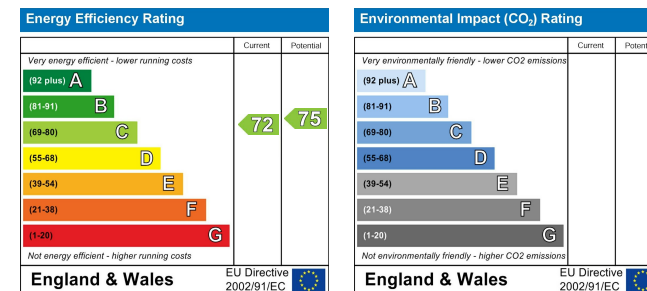 Energy Efficiency Rating
Current Potential
Very energy efficient - lower running costs
(92 plus) A
(81-91) B
(69-80) C
72 75
(55-68) D
(39-54) E
(21-38) F
(1-20) G
Not energy efficient - higher running costs
England & Wales
EU Directive
2002/91/EC
Environmental Impact (CO₂) Rating
Current Potent
Very environmentally friendly - lower CO2 emissions
(92 plus) A
(81-91) B
(69-80) C
(55-68) D
(39-54) E
(21-38) F
(1-20) G
Not environmentally friendly - higher CO2 emissions
England & Wales
EU Directive
2002/91/EC